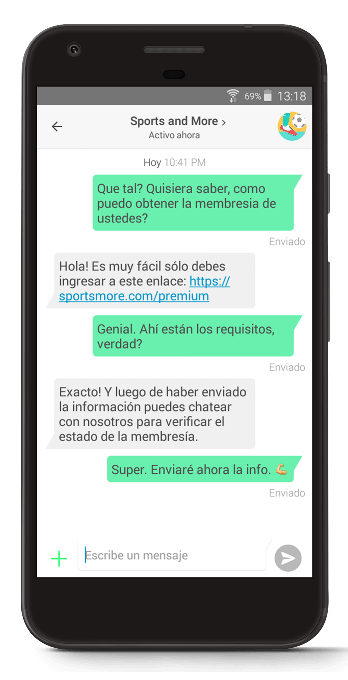 69% 13:18
Sports and More >
Activo ahora
Hoy 10:41 PM
Que tal? Quisiera saber, como
puedo obtener la membresia de
ustedes?
Enviado
Hola! Es muy fácil sólo debes
ingresar a este enlace: https://
sportsmore.com/premium
Genial. Ahí están los requisitos,
verdad?
Enviado
Exacto! Y luego de haber enviado
la información puedes chatear
con nosotros para verificar el
estado de la membresía.
Super. Enviaré ahora la info. 💪
Enviado
Escribe un mensaje